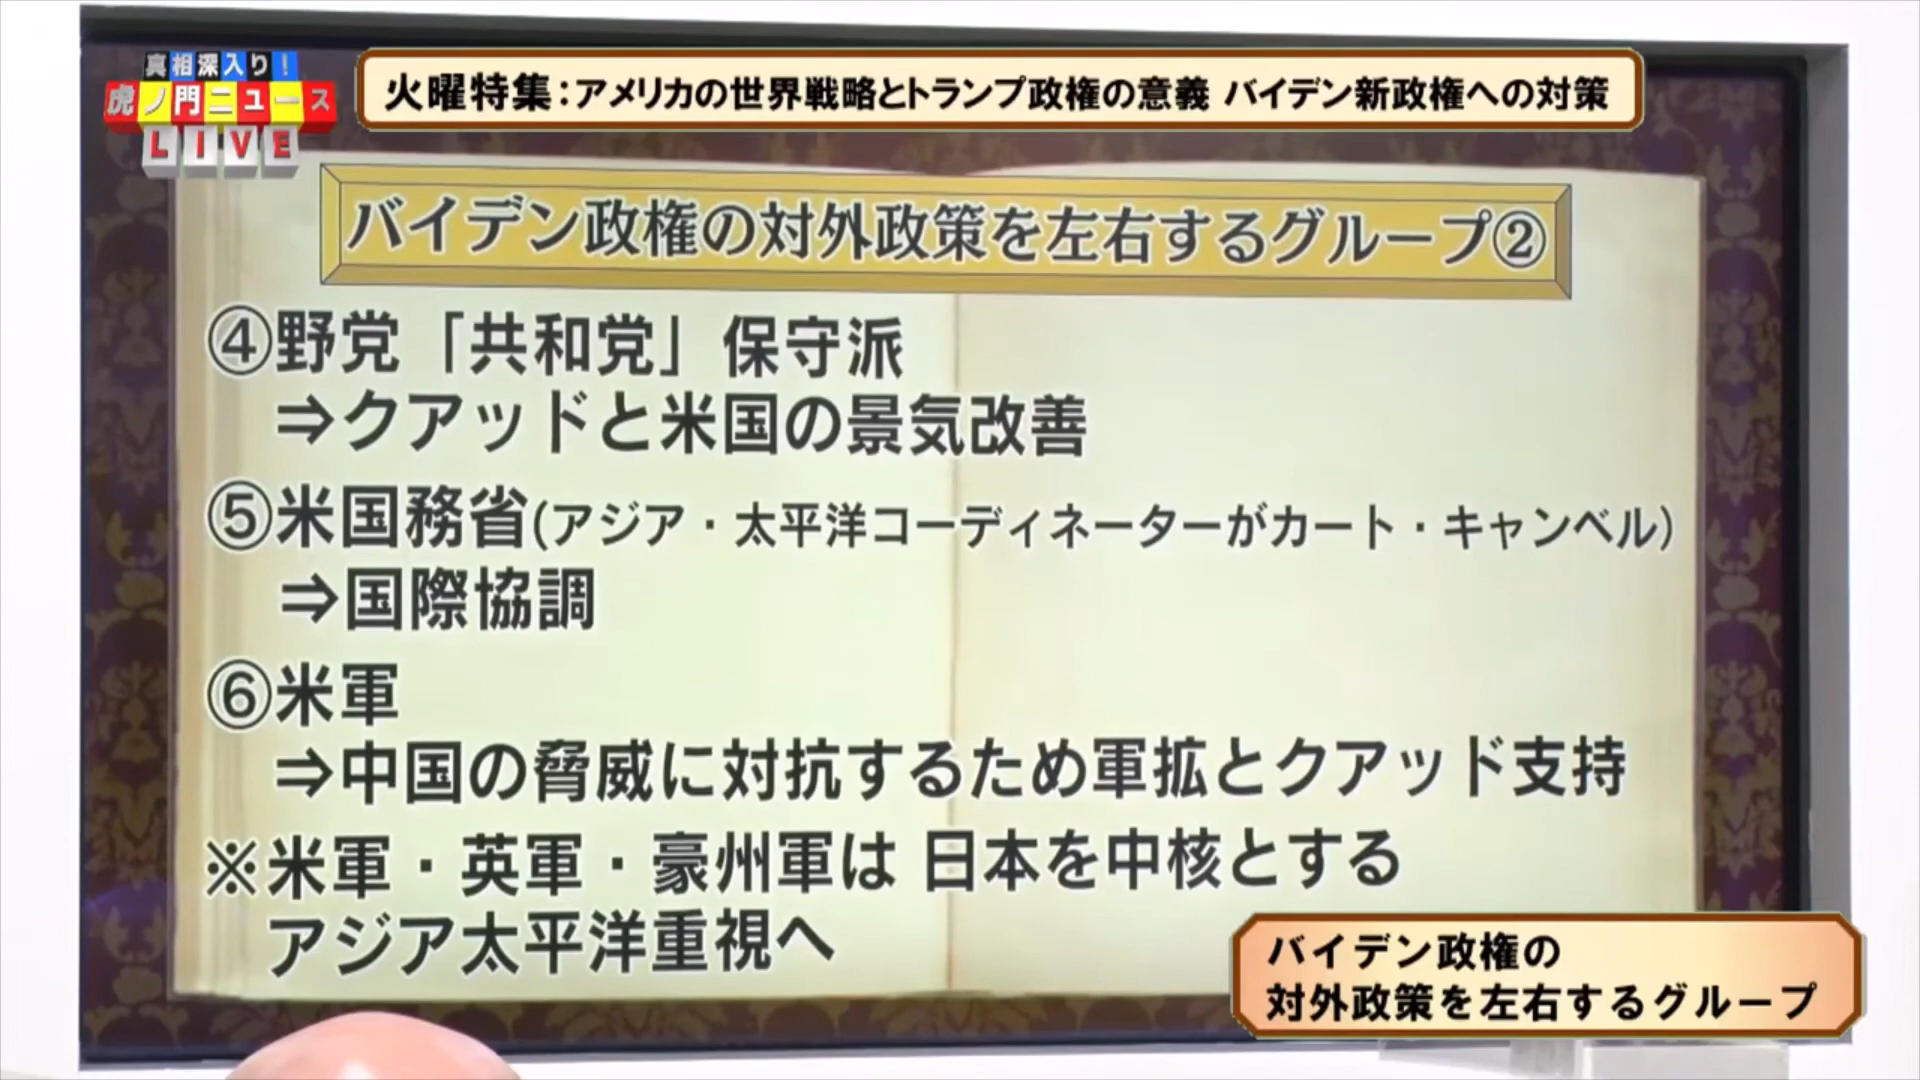 真相深入り！
虎ノ門ニュース
LIVE
火曜特集：アメリカの世界戦略とトランプ政権の意義 バイデン新政権への対策
バイデン政権の対外政策を左右するグループ②
④野党「共和党」保守派
⇒クアッドと米国の景気改善
⑤米国務省(アジア・太平洋コーディネーターがカート・キャンベル)
⇒国際協調
⑥米軍
⇒中国の脅威に対抗するため軍拡とクアッド支持
※米軍・英軍・豪州軍は 日本を中核とする
アジア太平洋重視へ
バイデン政権の
対外政策を左右するグループ